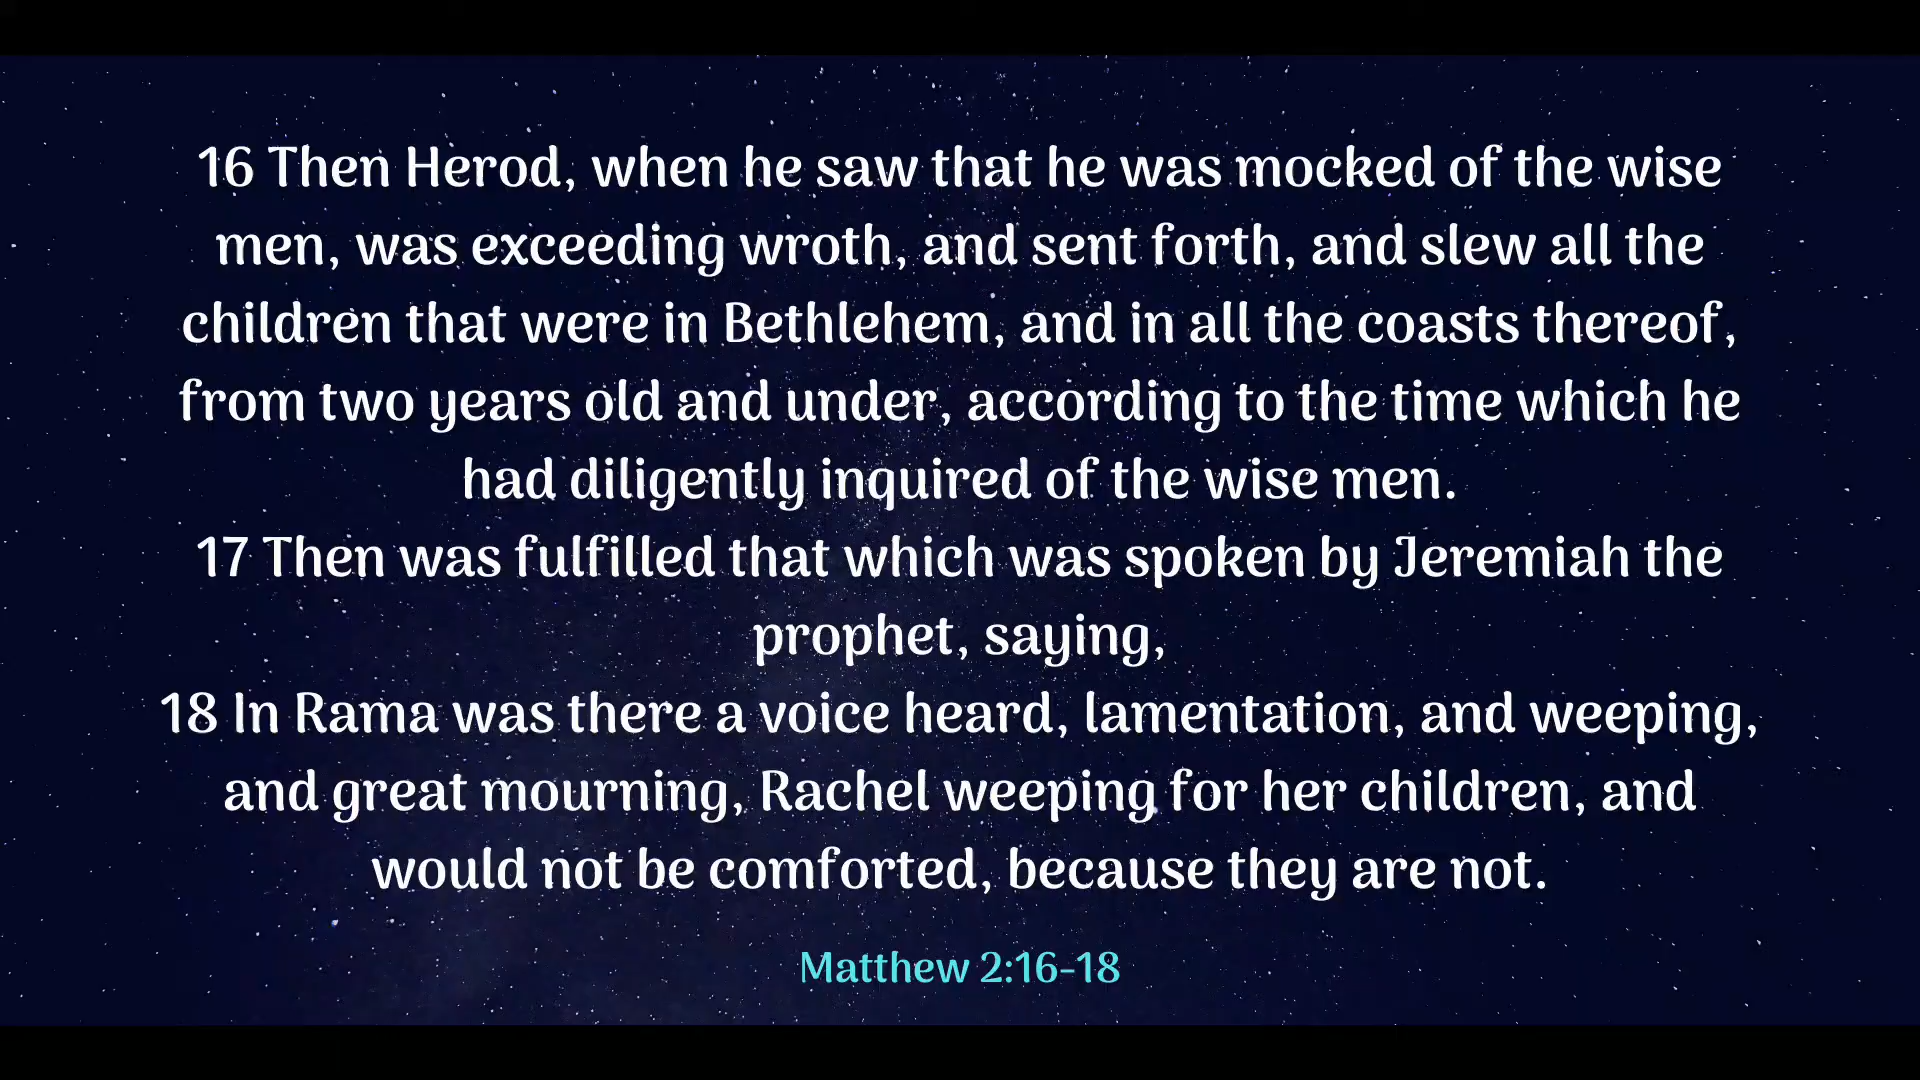 16 Then Herod, when he saw that he was mocked of the wise
men, was exceeding wroth, and sent forth, and slew all the
children that were in Bethlehem, and in all the coasts thereof,
from two years old and under, according to the time which he
had diligently inquired of the wise men.
17 Then was fulfilled that which was spoken by Jeremiah the
prophet, saying,
18 In Rama was there a voice heard, lamentation, and weeping,
and great mourning, Rachel weeping for her children, and
would not be comforted, because they are not.
Matthew 2:16-18